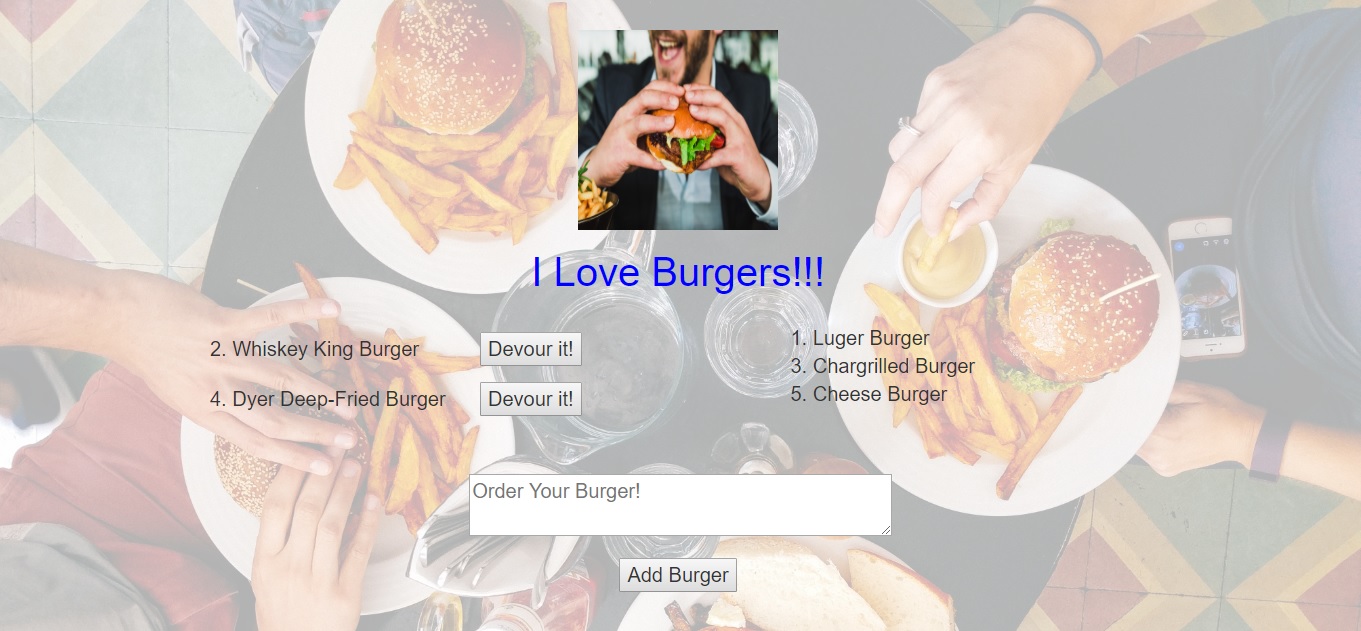 I Love Burgers!!!
2. Whiskey King Burger
Devour it!
4. Dyer Deep-Fried Burger
Devour it!
1. Luger Burger
3. Chargrilled Burger
5. Cheese Burger
Order Your Burger!
Add Burger